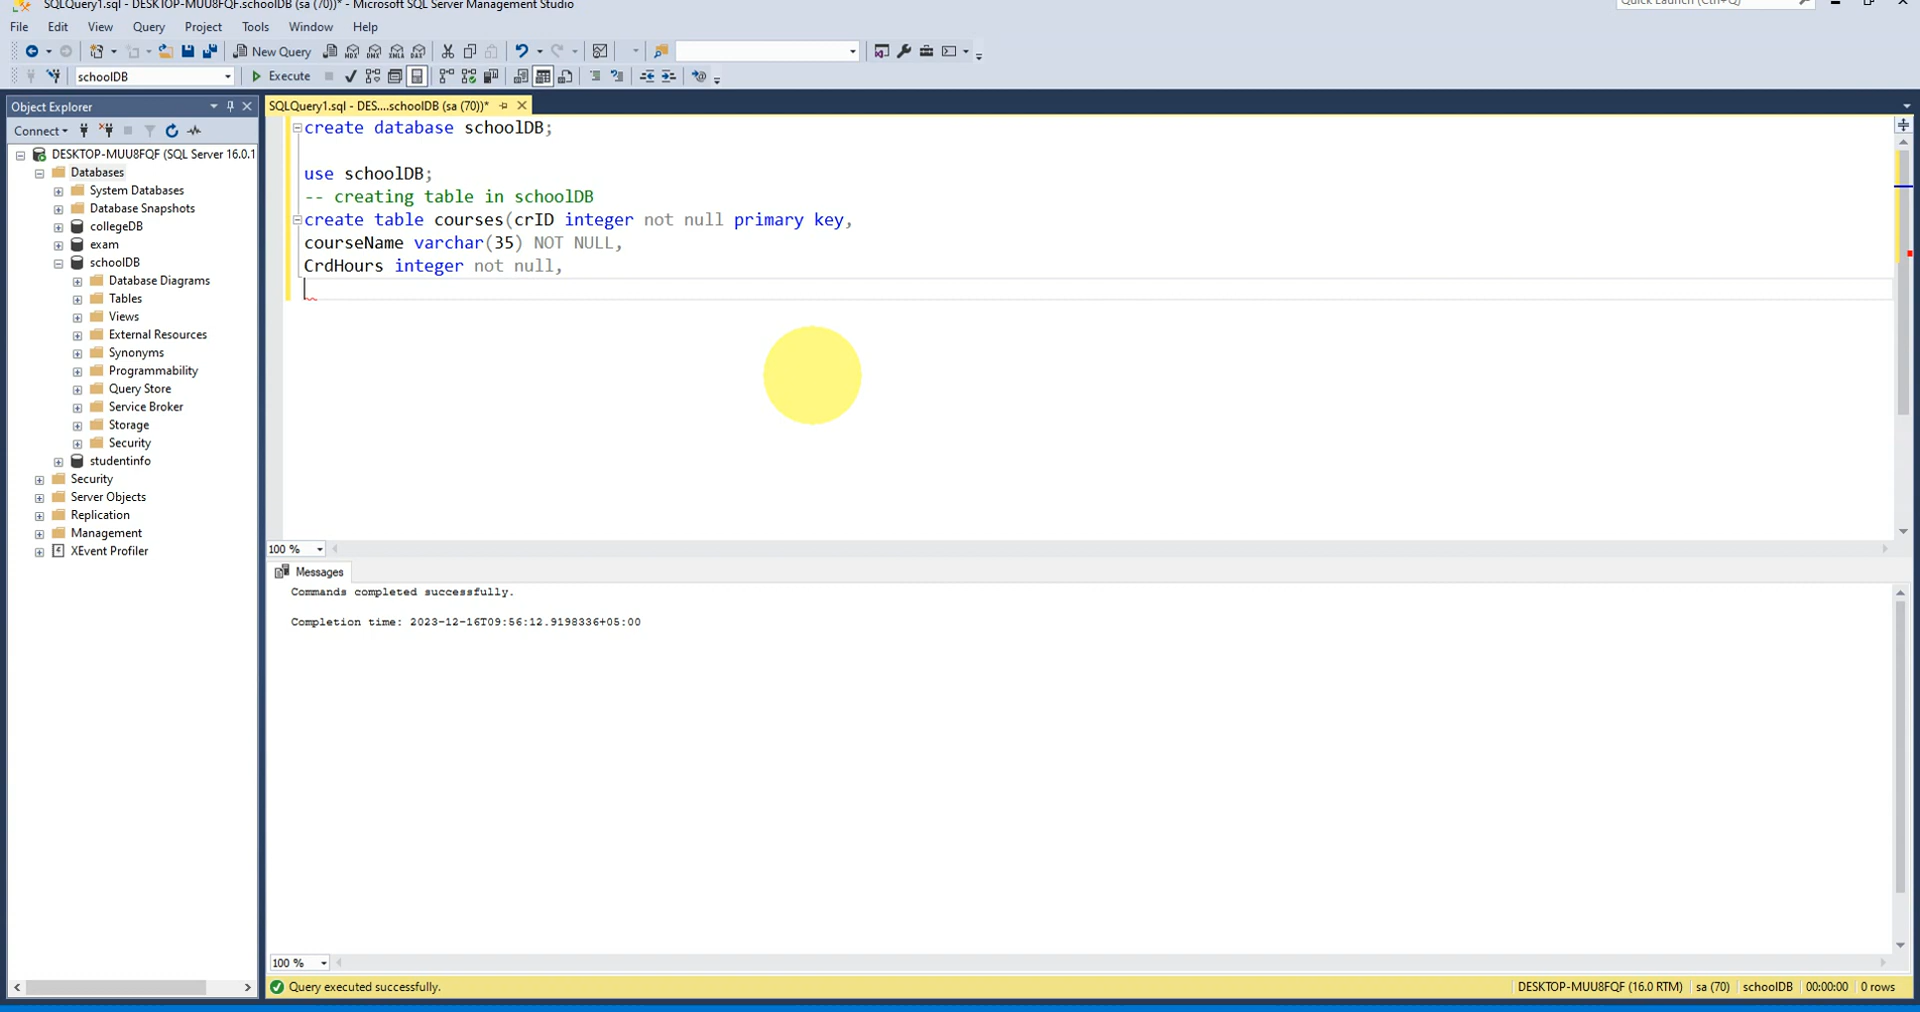 SQLQuery1.sql - DESKTOP-MUU8FQF.schoolDB (sa (70))* - Microsoft SQL Server Management Studio
Quick Launch (Ctrl+Q)
File Edit View Query Project Tools Window Help
New Query
schoolDB
Execute
Object Explorer
SQLQuery1.sql - DES....schoolDB (sa (70))*
Connect
DESKTOP-MUU8FQF (SQL Server 16.0.1
Databases
System Databases
Database Snapshots
collegeDB
exam
schoolDB
Database Diagrams
Tables
Views
External Resources
Synonyms
Programmability
Query Store
Service Broker
Storage
Security
studentinfo
Security
Server Objects
Replication
Management
XEvent Profiler
create database schoolDB;
use schoolDB;
-- creating table in schoolDB
create table courses(crID integer not null primary key,
courseName varchar(35) NOT NULL,
CrdHours integer not null,
100 %
Messages
Commands completed successfully.
Completion time: 2023-12-16T09:56:12.9198336+05:00
100 %
Query executed successfully.
DESKTOP-MUU8FQF (16.0 RTM) sa (70) schoolDB 00:00:00 0 rows